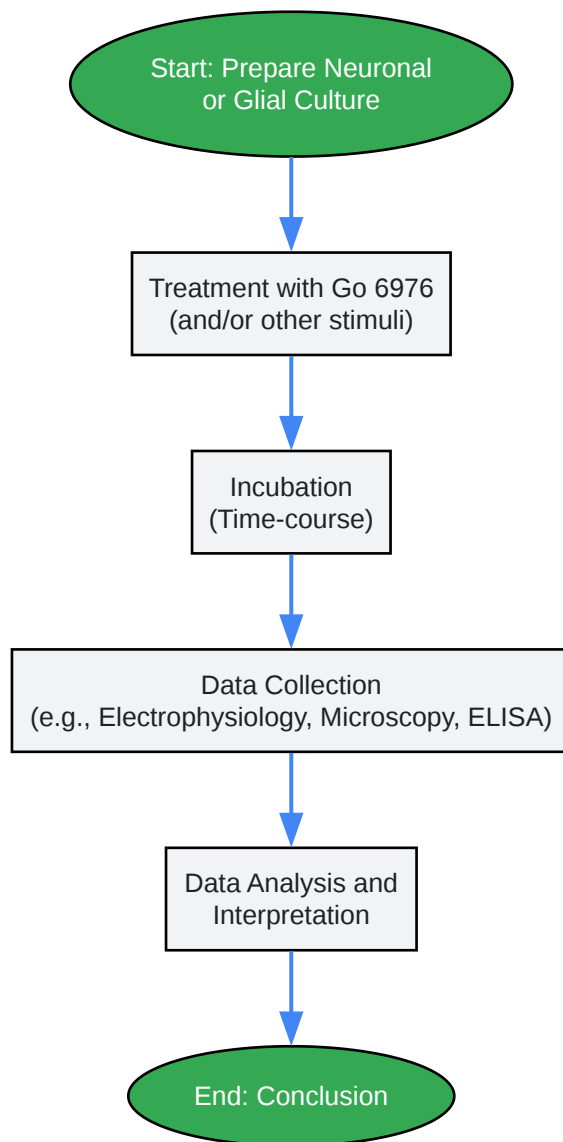 Start: Prepare Neuronal
or Glial Culture
Treatment with Go 6976
(and/or other stimuli)
Incubation
(Time-course)
Data Collection
(e.g., Electrophysiology, Microscopy, ELISA)
Data Analysis and
Interpretation
End: Conclusion